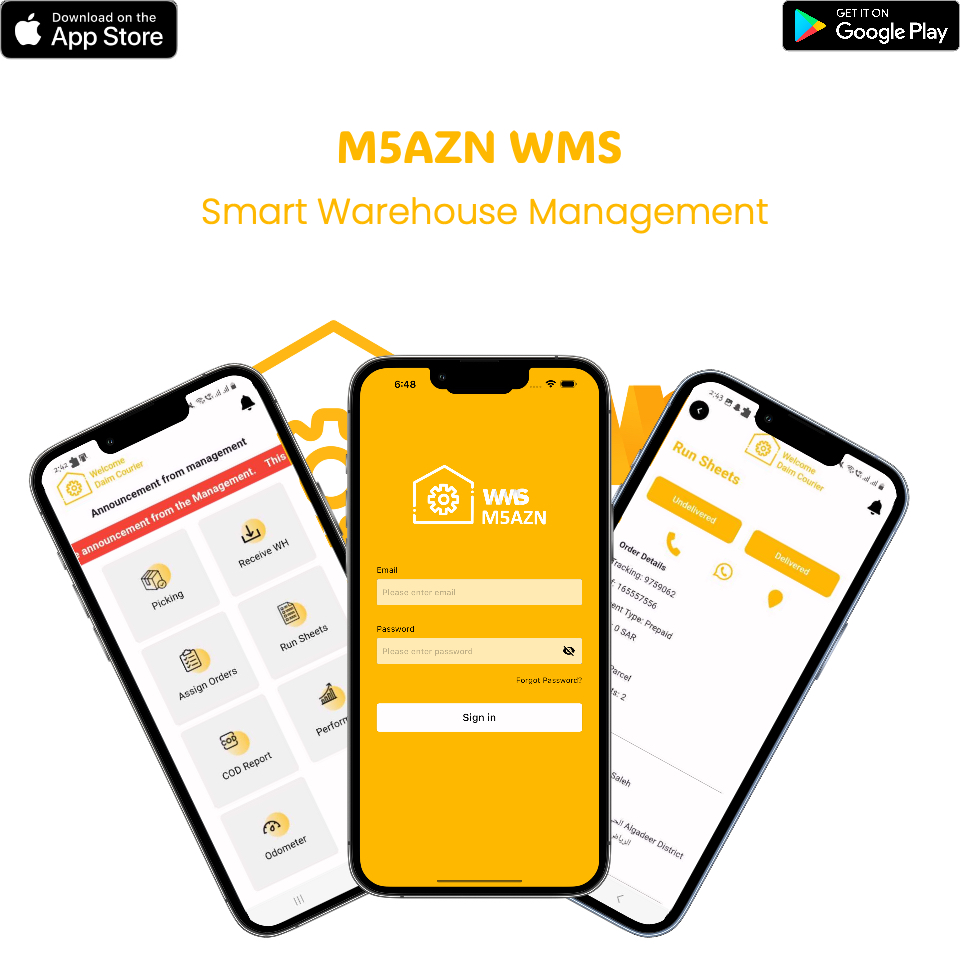 Download on the
App Store
GET IT ON
Google Play
M5AZN WMS
Smart Warehouse Management
2:42
Welcome
Daim Courier
Announcement from management
announcement from the Management. This
Picking
Receive WH
Assign Orders
Run Sheets
COD Report
Perform
Odometer
6:48
WMS
M5AZN
Email
Please enter email
Password
Please enter password
Forgot Password?
Sign in
2:43
Welcome
Daim Courier
Run Sheets
Undelivered
Delivered
Order Details
Tracking: 9759062
f: 165557556
ent Type: Prepaid
: 0 SAR
Parcel
ts: 2
Saleh
Algadeer District